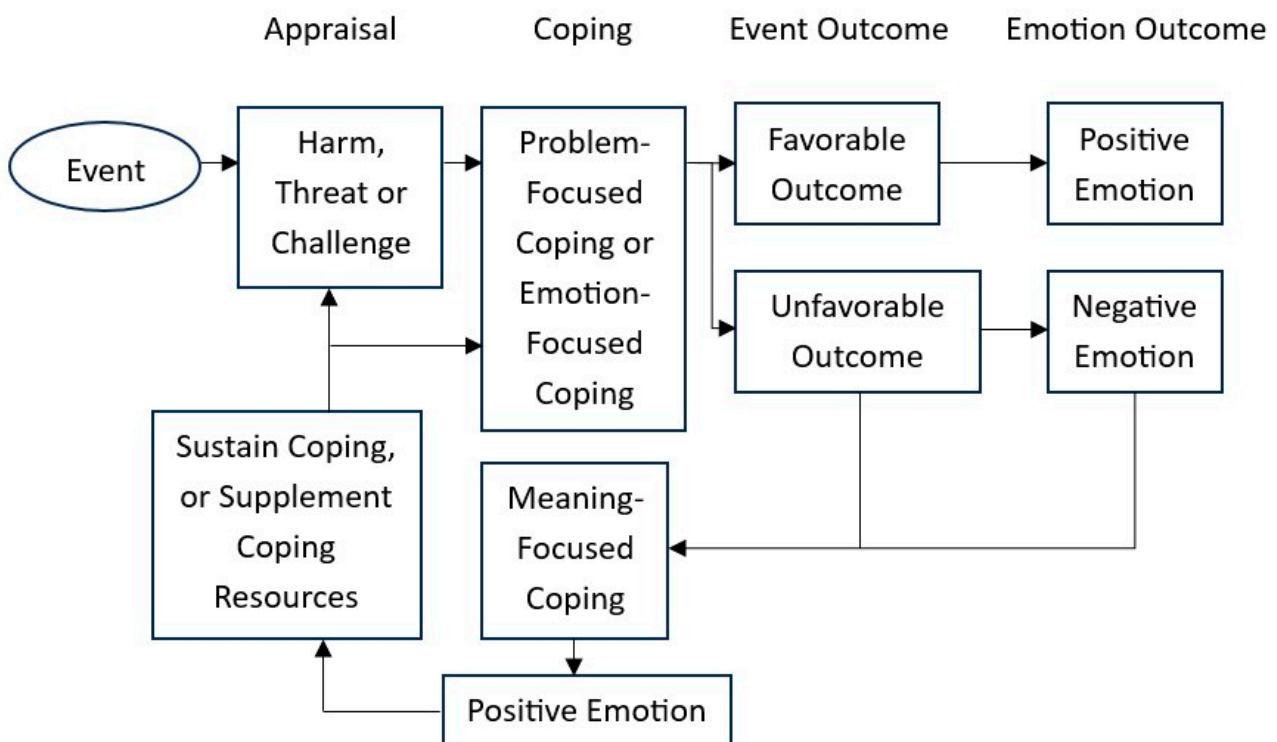 Appraisal
Coping
Event Outcome
Emotion Outcome
Event
Harm,
Threat or
Challenge
Problem-
Focused
Coping or
Emotion-
Focused
Coping
Favorable
Outcome
Positive
Emotion
Unfavorable
Outcome
Negative
Emotion
Sustain Coping,
or Supplement
Coping
Resources
Meaning-
Focused
Coping
Positive Emotion